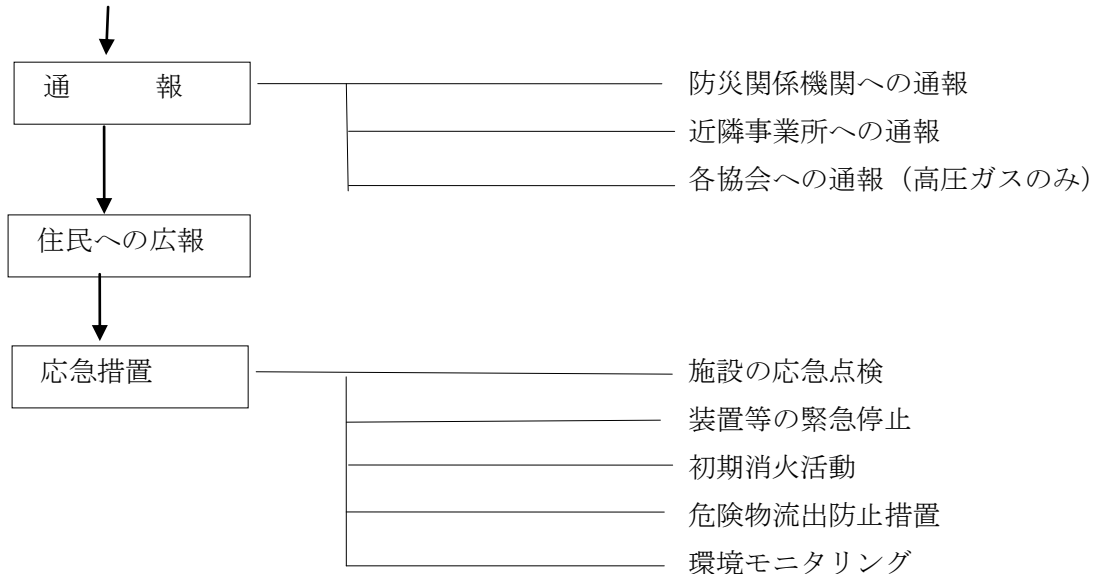 通　　　報
防災関係機関への通報
近隣事業所への通報
各協会への通報（高圧ガスのみ）
住民への広報
応急措置
施設の応急点検
装置等の緊急停止
初期消火活動
危険物流出防止措置
環境モニタリング